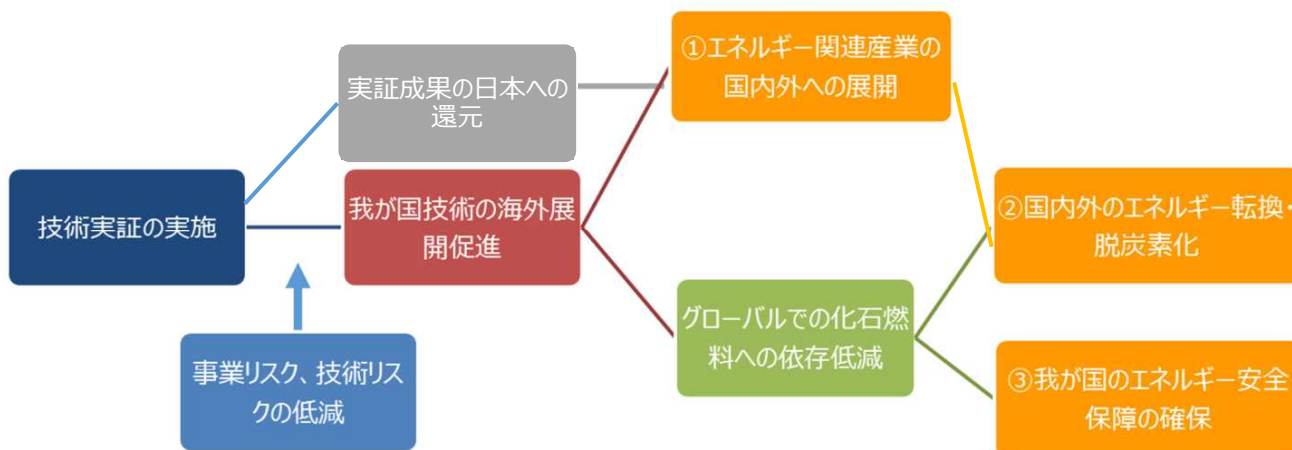 実証成果の日本への
還元
①エネルギー関連産業の
国内外への展開
技術実証の実施
我が国技術の海外展
開促進
②国内外のエネルギー転換・
脱炭素化
事業リスク、技術リス
クの低減
グローバルでの化石燃
料への依存低減
③我が国のエネルギー安全
保障の確保